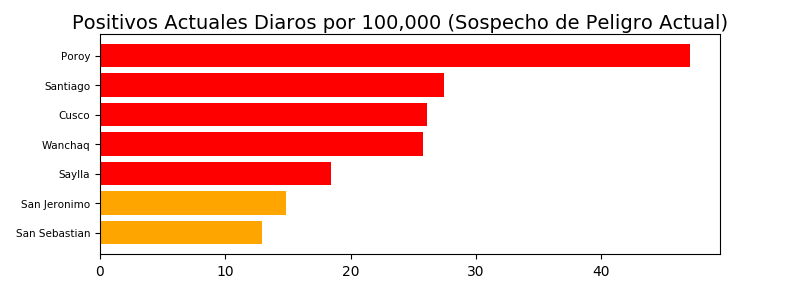 Positivos Actuales Diaros por 100,000 (Sospecho de Peligro Actual)
Poroy
Santiago
Cusco
Wanchaq
Saylla
San Jeronimo
San Sebastian
0 10 20 30 40